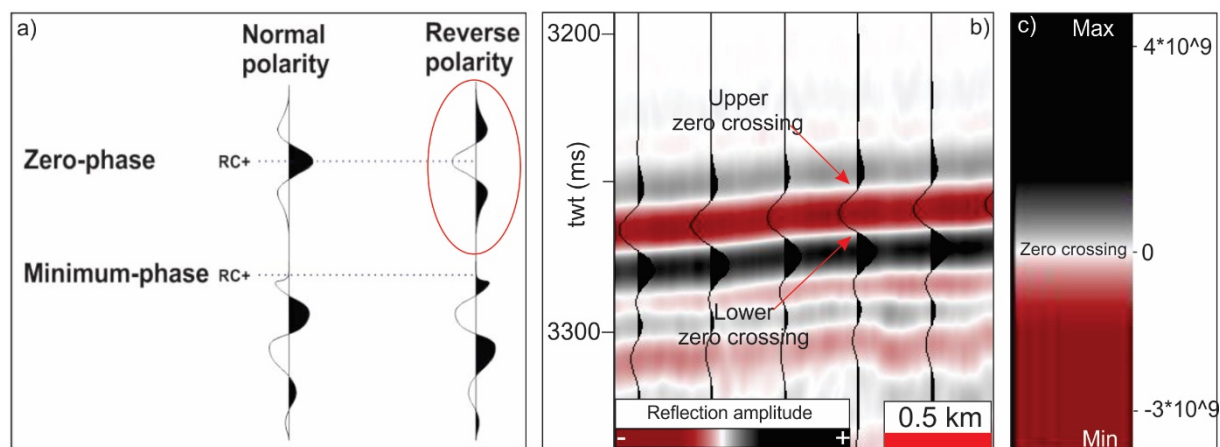 a)
Normal
polarity
Reverse
polarity
Zero-phase
RC+
Minimum-phase
RC+
b)
3200
Upper
zero crossing
twt (ms)
Lower
zero crossing
3300
Reflection amplitude
- +
0.5 km
c)
Max
4*10^9
Zero crossing
0
-3*10^9
Min